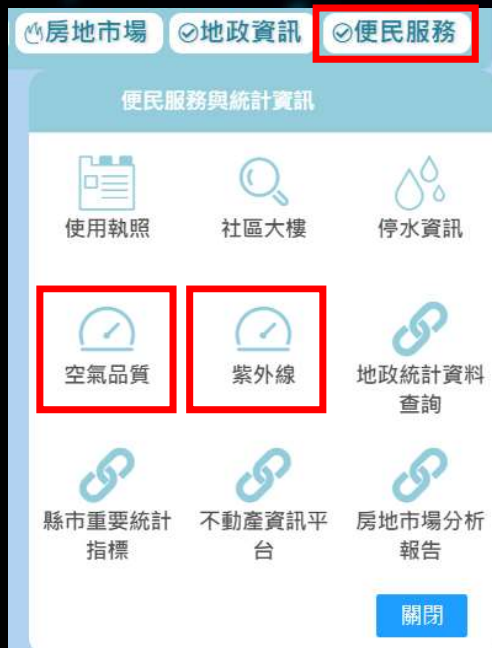 房地市場 地政資訊 便民服務
便民服務與統計資訊
使用執照 社區大樓 停水資訊
空氣品質 紫外線 地政統計資料
查詢
縣市重要統計 不動產資訊平 房地市場分析
指標 台 報告
關閉